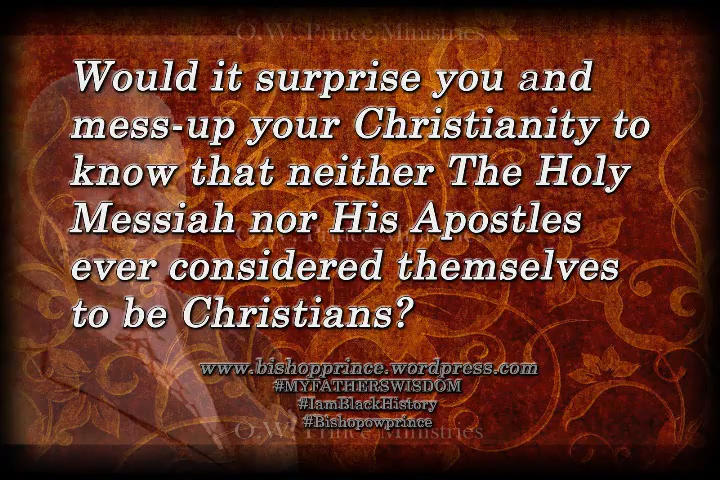 O.W. Prince Ministries
Would it surprise you and
mess-up your Christianity to
know that neither The Holy
Messiah nor His Apostles
ever considered themselves
to be Christians?
www.bishopprince.wordpress.com
#MYFATHERSWISDOM
#IamBlackHistory
#Bishopowprince
O.W. Prince Ministries